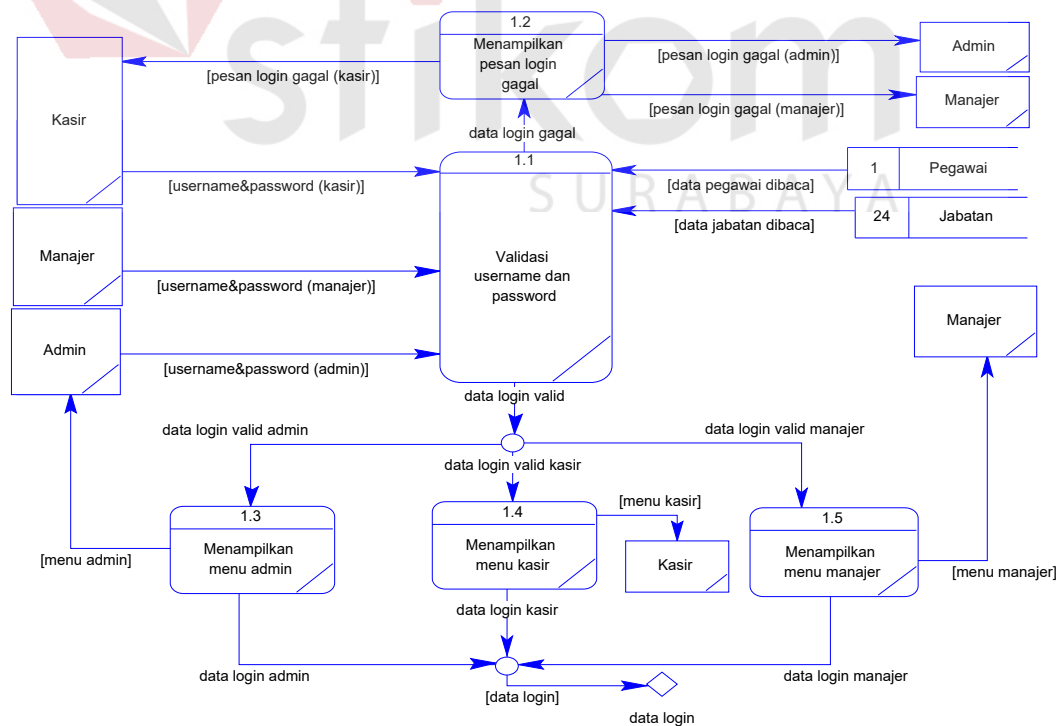 stikom
SURABAYA
1.2
Menampilkan
pesan login
gagal
Admin
[pesan login gagal (admin)]
[pesan login gagal (kasir)]
Manajer
[pesan login gagal (manajer)]
Kasir
data login gagal
1.1
Validasi
username dan
password
[username&password (kasir)]
1
Pegawai
[data pegawai dibaca]
24
Jabatan
[data jabatan dibaca]
Manajer
[username&password (manajer)]
Admin
[username&password (admin)]
Manajer
data login valid
data login valid admin
data login valid manajer
data login valid kasir
1.3
Menampilkan
menu admin
[menu admin]
1.4
Menampilkan
menu kasir
[menu kasir]
Kasir
1.5
Menampilkan
menu manajer
[menu manajer]
data login kasir
data login admin
data login manajer
[data login]
data login